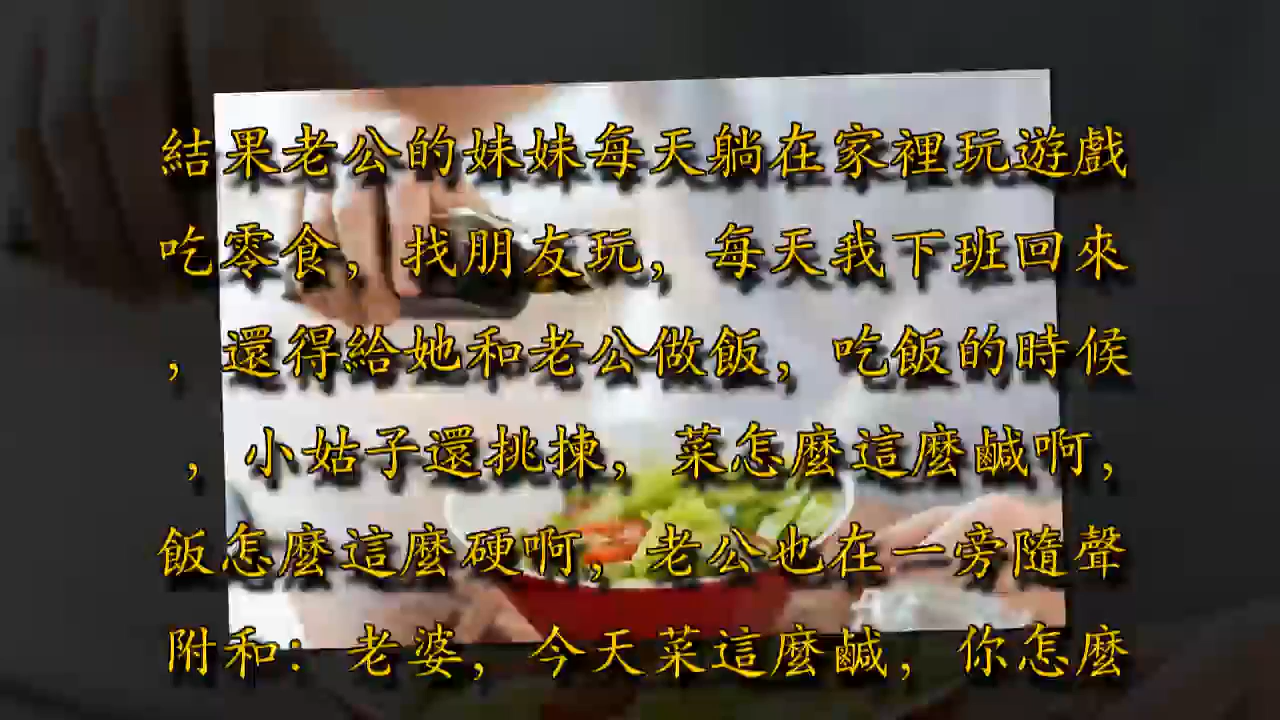 結果老公的妹妹每天躺在家裡玩遊戲
吃零食，找朋友玩，每天我下班回來
，還得給她和老公做飯，吃飯的時候
，小姑子還挑揀，菜怎麼這麼鹹啊，
飯怎麼這麼硬啊，老公也在一旁隨聲
附和：老婆，今天菜這麼鹹，你怎麼